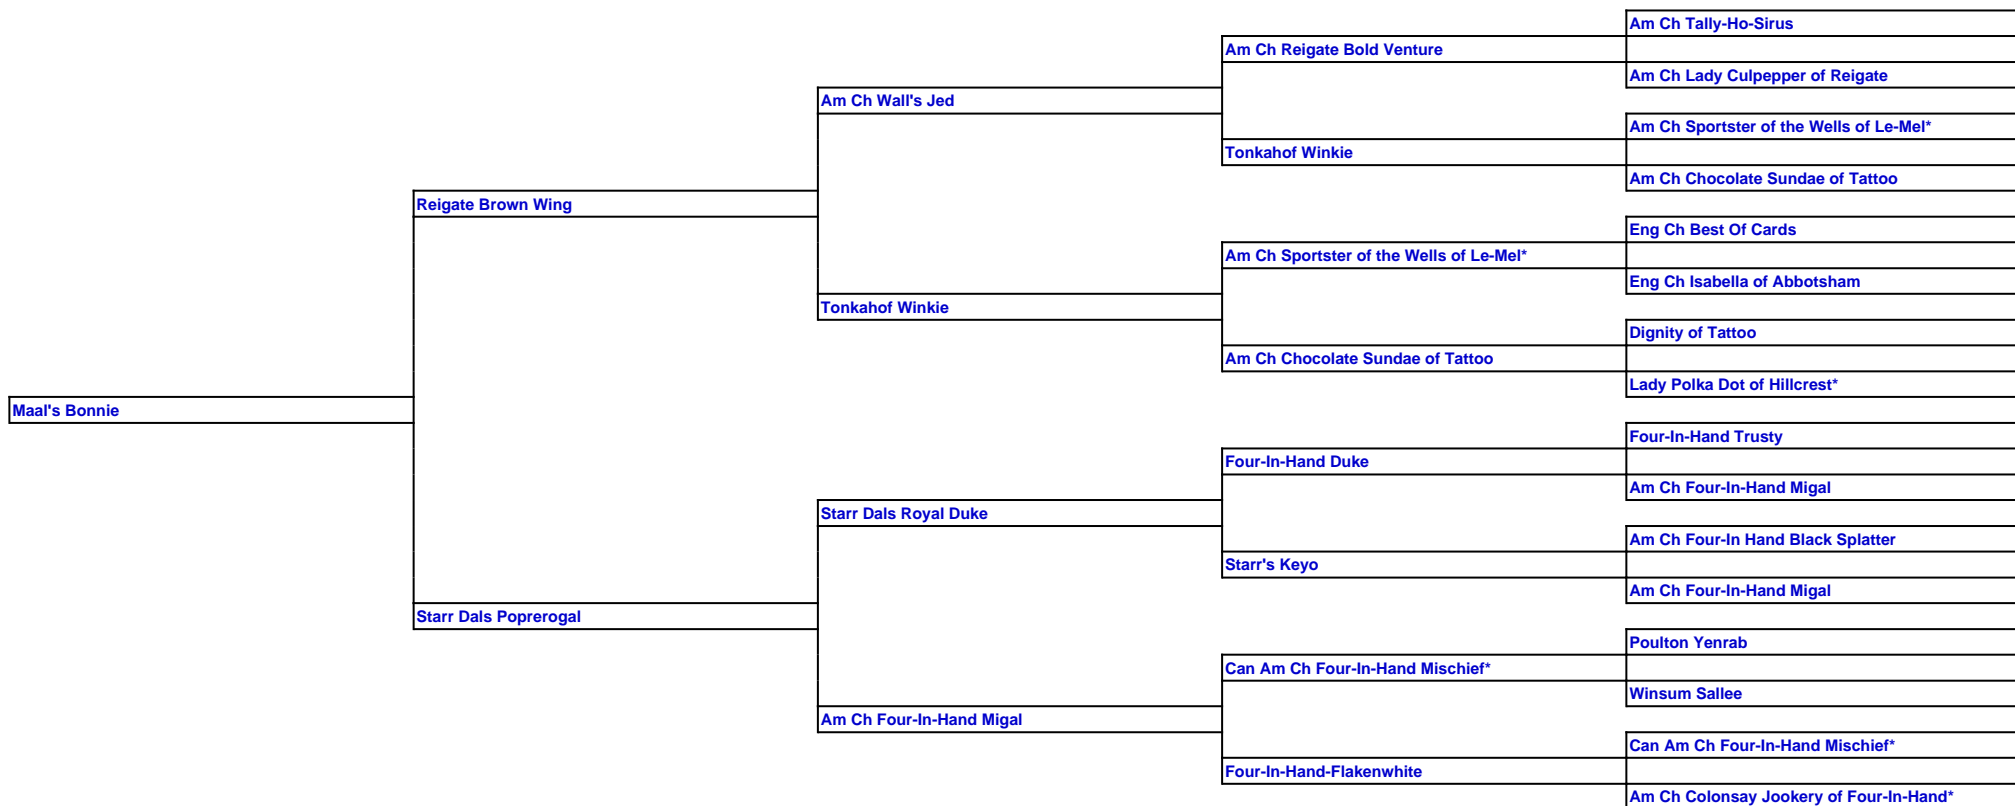 Am Ch Tally-Ho-Sirus
Am Ch Reigate Bold Venture
Am Ch Lady Culpepper of Reigate
Am Ch Wall's Jed
Am Ch Sportster of the Wells of Le-Mel*
Tonkahof Winkie
Am Ch Chocolate Sundae of Tattoo
Reigate Brown Wing
Eng Ch Best Of Cards
Am Ch Sportster of the Wells of Le-Mel*
Eng Ch Isabella of Abbotsham
Tonkahof Winkie
Dignity of Tattoo
Am Ch Chocolate Sundae of Tattoo
Lady Polka Dot of Hillcrest*
Maal's Bonnie
Four-In-Hand Trusty
Four-In-Hand Duke
Am Ch Four-In-Hand Migal
Starr Dals Royal Duke
Am Ch Four-In Hand Black Splatter
Starr's Keyo
Am Ch Four-In-Hand Migal
Starr Dals Poprerogal
Poulton Yenrab
Can Am Ch Four-In-Hand Mischief*
Winsum Sallee
Am Ch Four-In-Hand Migal
Can Am Ch Four-In-Hand Mischief*
Four-In-Hand-Flakenwhite
Am Ch Colonsay Jookery of Four-In-Hand*